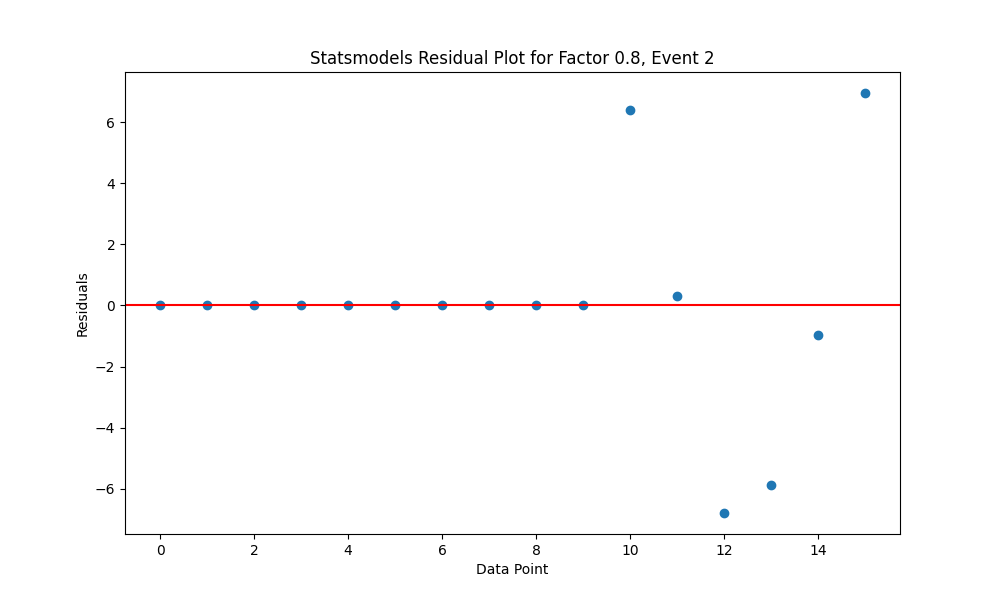 Statsmodels Residual Plot for Factor 0.8, Event 2
6
4
2
0
−2
−4
−6
Residuals
0 2 4 6 8 10 12 14
Data Point